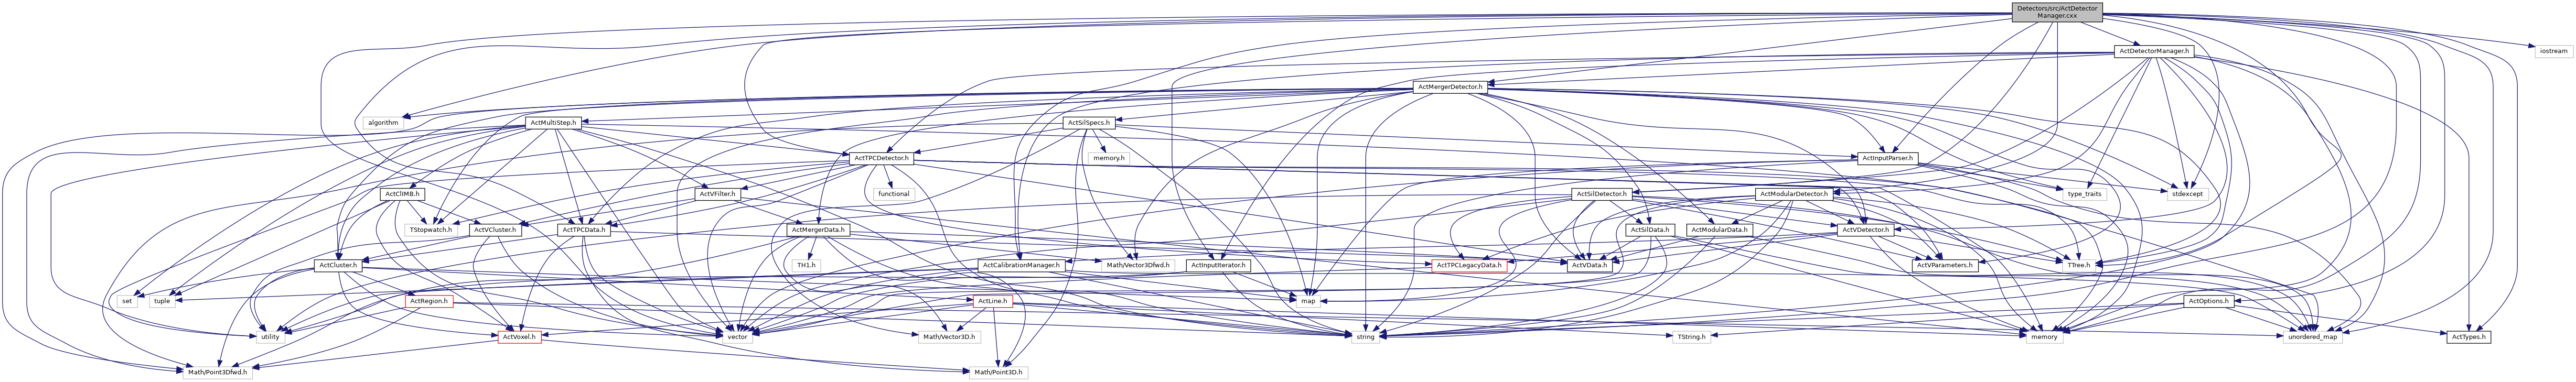 Detectors/src/ActDetector
Manager.cxx
iostream
ActDetectorManager.h
ActMergerDetector.h
algorithm
ActMultiStep.h
ActSilSpecs.h
memory.h
ActTPCDetector.h
ActInputParser.h
ActCliMB.h
ActVFilter.h
functional
ActSilDetector.h
ActModularDetector.h
type_traits
stdexcept
TStopwatch.h
ActVCluster.h
ActTPCData.h
ActMergerData.h
ActSilData.h
ActModularData.h
ActVDetector.h
ActCluster.h
TH1.h
ActCalibrationManager.h
Math/Vector3Dfwd.h
ActInputIterator.h
ActTPCLegacyData.h
ActVData.h
ActVParameters.h
TTree.h
set
tuple
ActRegion.h
ActLine.h
map
ActOptions.h
utility
ActVoxel.h
vector
Math/Vector3D.h
string
TString.h
memory
unordered_map
ActTypes.h
Math/Point3Dfwd.h
Math/Point3D.h